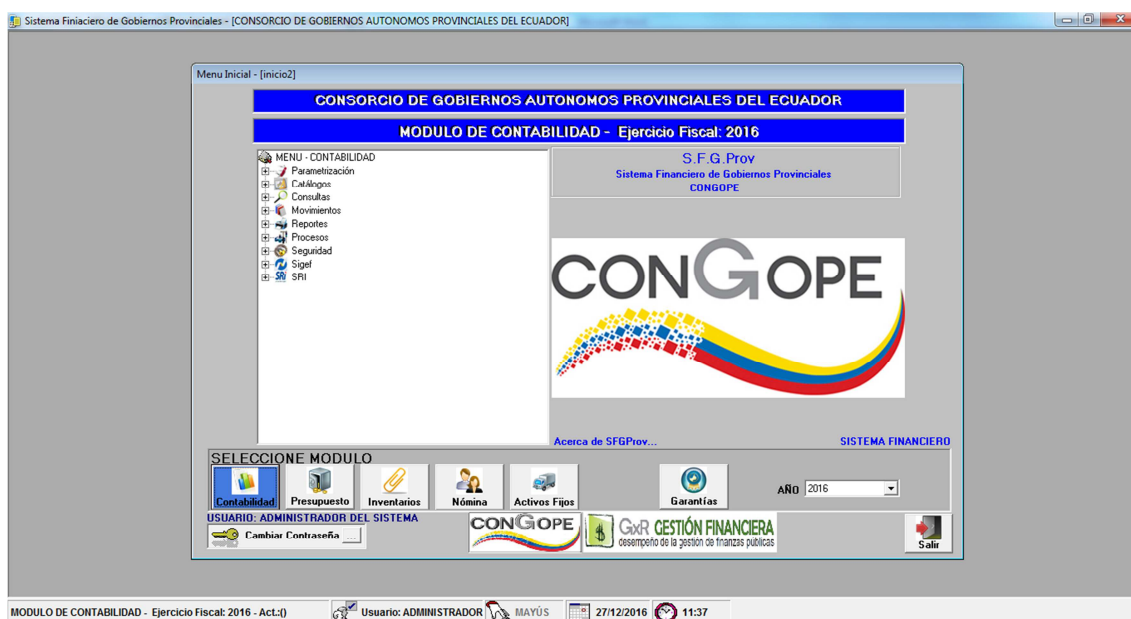 Sistema Finiaciero de Gobiernos Provinciales - [CONSORCIO DE GOBIERNOS AUTONOMOS PROVINCIALES DEL ECUADOR]
Menu Inicial - [inicio2]
CONSORCIO DE GOBIERNOS AUTONOMOS PROVINCIALES DEL ECUADOR
MODULO DE CONTABILIDAD - Ejercicio Fiscal: 2016
MENU - CONTABILIDAD
Parametrización
Catálogos
Consultas
Movimientos
Reportes
Procesos
Seguridad
Sigef
SRi SRI
S.F.G.Prov
Sistema Financiero de Gobiernos Provinciales
CONGOPE
CONGOPE
Acerca de SFGProv...
SISTEMA FINANCIERO
SELECCIONE MODULO
Contabilidad
Presupuesto
Inventarios
Nómina
Activos Fijos
Garantías
AÑO 2016
USUARIO: ADMINISTRADOR DEL SISTEMA
Cambiar Contraseña ...
CONGOPE
GxR GESTIÓN FINANCIERA
desempeño de la gestión de finanzas públicas
Salir
MODULO DE CONTABILIDAD - Ejercicio Fiscal: 2016 - Act.:() Usuario: ADMINISTRADOR MAYÚS 27/12/2016 11:37